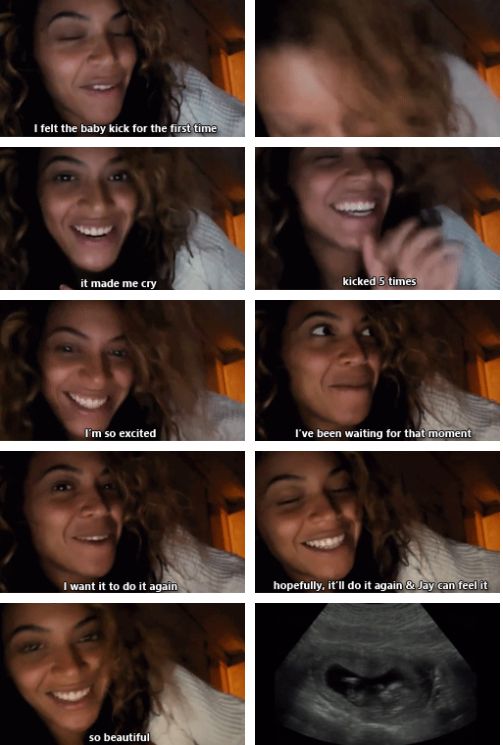 I felt the baby kick for the first time
it made me cry
kicked 5 times
I'm so excited
I've been waiting for that moment
I want it to do it again
hopefully, it'll do it again & Jay can feel it
so beautiful